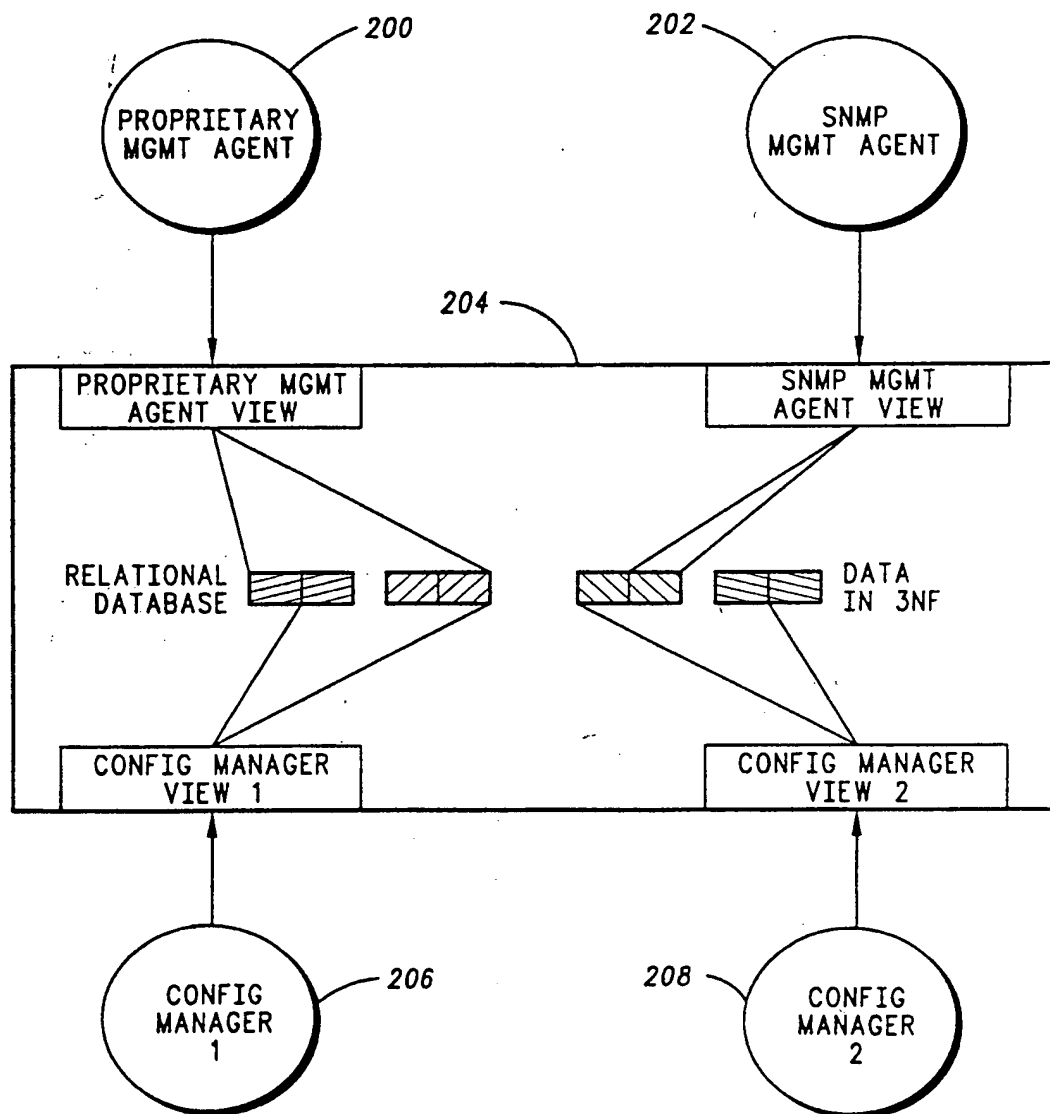 200
202
PROPRIETARY
MGMT AGENT
SNMP
MGMT AGENT
204
PROPRIETARY MGMT
AGENT VIEW
SNMP MGMT
AGENT VIEW
RELATIONAL
DATABASE
DATA
IN 3NF
CONFIG MANAGER
VIEW 1
CONFIG MANAGER
VIEW 2
206
208
CONFIG
MANAGER
1
CONFIG
MANAGER
2